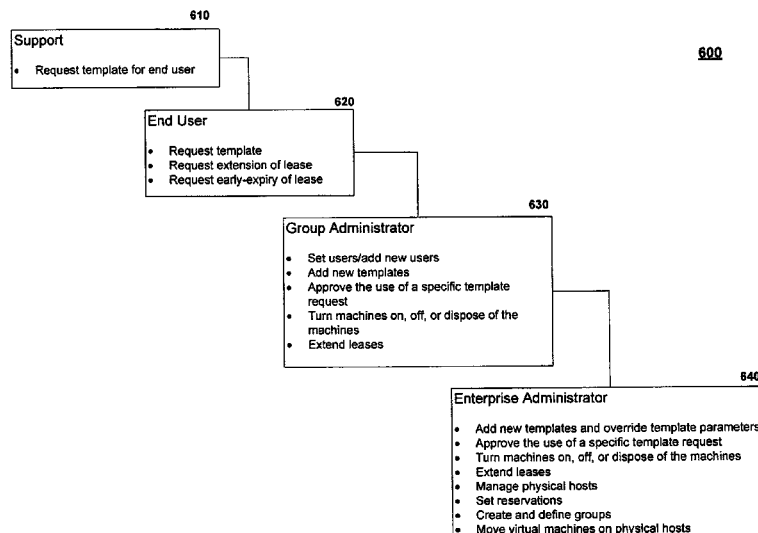 610
Support
• Request template for end user
600
620
End User
• Request template
• Request extension of lease
• Request early-expiry of lease
630
Group Administrator
• Set users/add new users
• Add new templates
• Approve the use of a specific template
request
• Turn machines on, off, or dispose of the
machines
• Extend leases
640
Enterprise Administrator
• Add new templates and override template parameters
• Approve the use of a specific template request
• Turn machines on, off, or dispose of the machines
• Extend leases
• Manage physical hosts
• Set reservations
• Create and define groups
• Move virtual machines on physical hosts